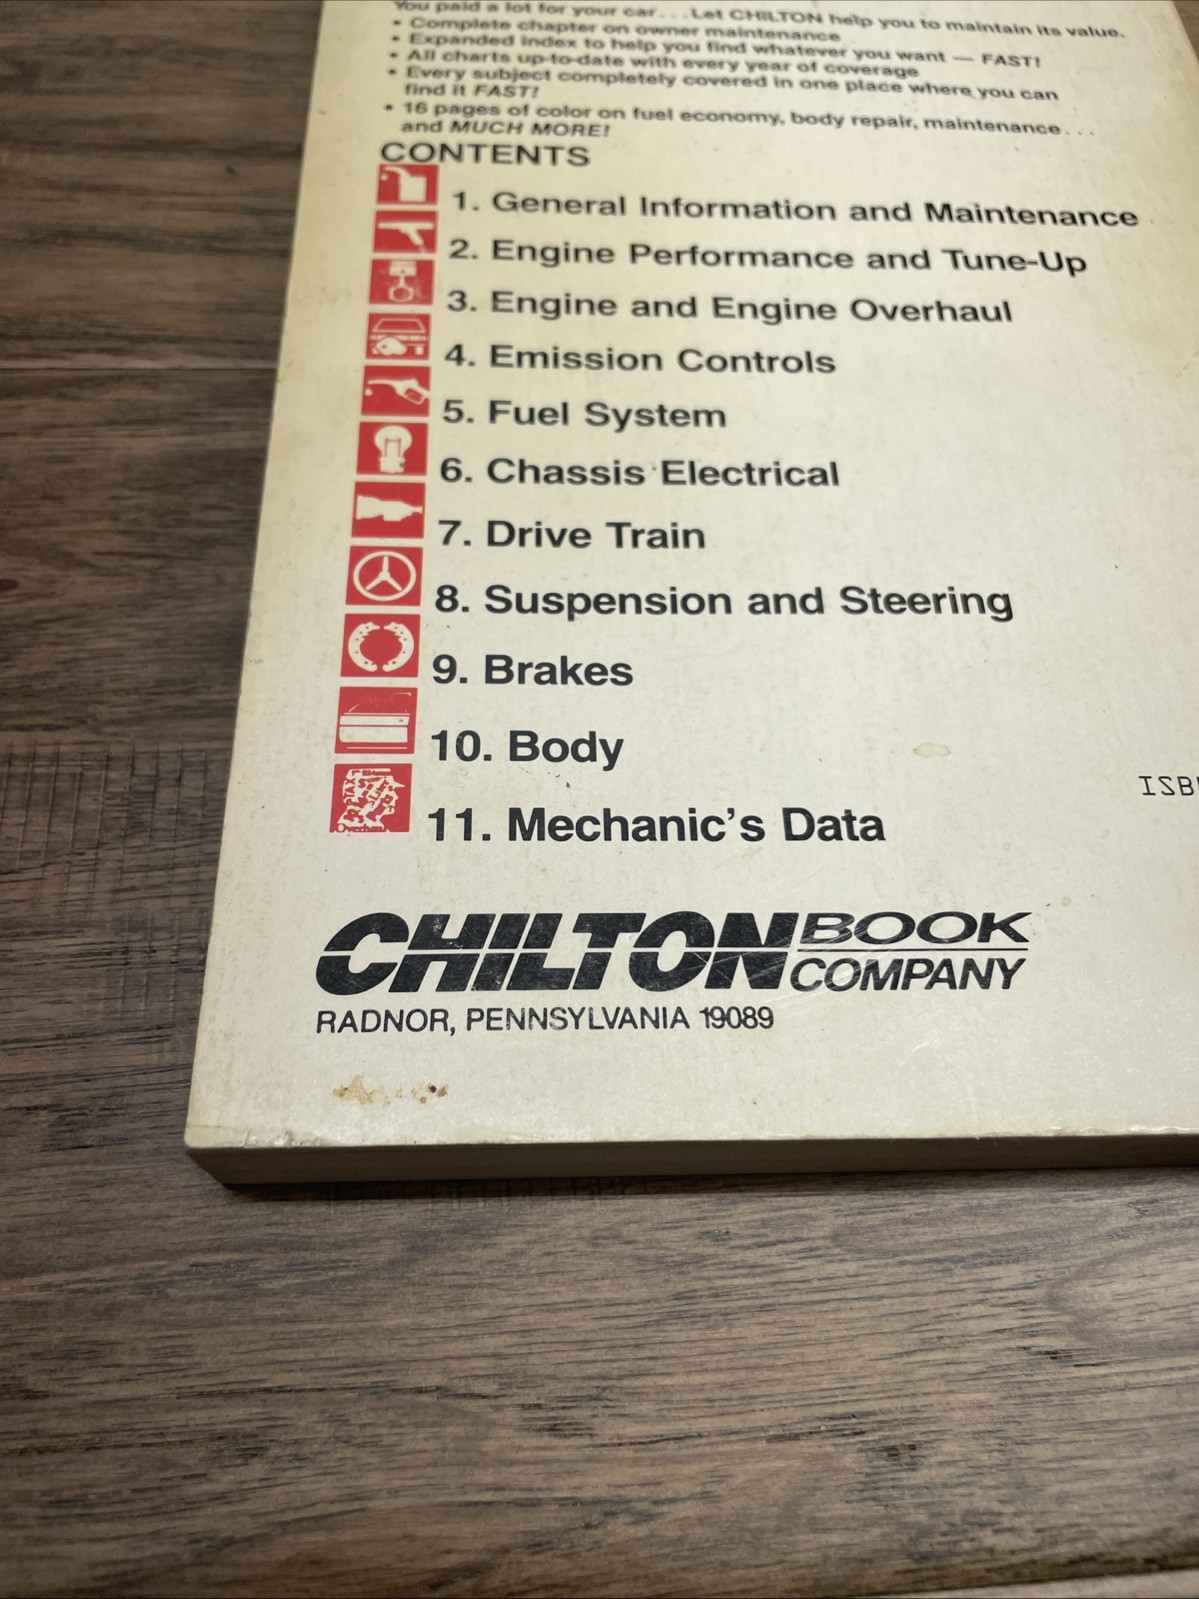 You paid a lot for your car...Let CHILTON help you to maintain its value.
• Complete chapter on owner maintenance
• Expanded index to help you find whatever you want — FAST!
• All charts up-to-date with every year of coverage
• Every subject completely covered in one place where you can
find it FAST!
• 16 pages of color on fuel economy, body repair, maintenance...
and MUCH MORE!
CONTENTS
1. General Information and Maintenance
2. Engine Performance and Tune-Up
3. Engine and Engine Overhaul
4. Emission Controls
5. Fuel System
6. Chassis Electrical
7. Drive Train
8. Suspension and Steering
9. Brakes
10. Body
11. Mechanic's Data
CHILTON BOOK
COMPANY
RADNOR, PENNSYLVANIA 19089